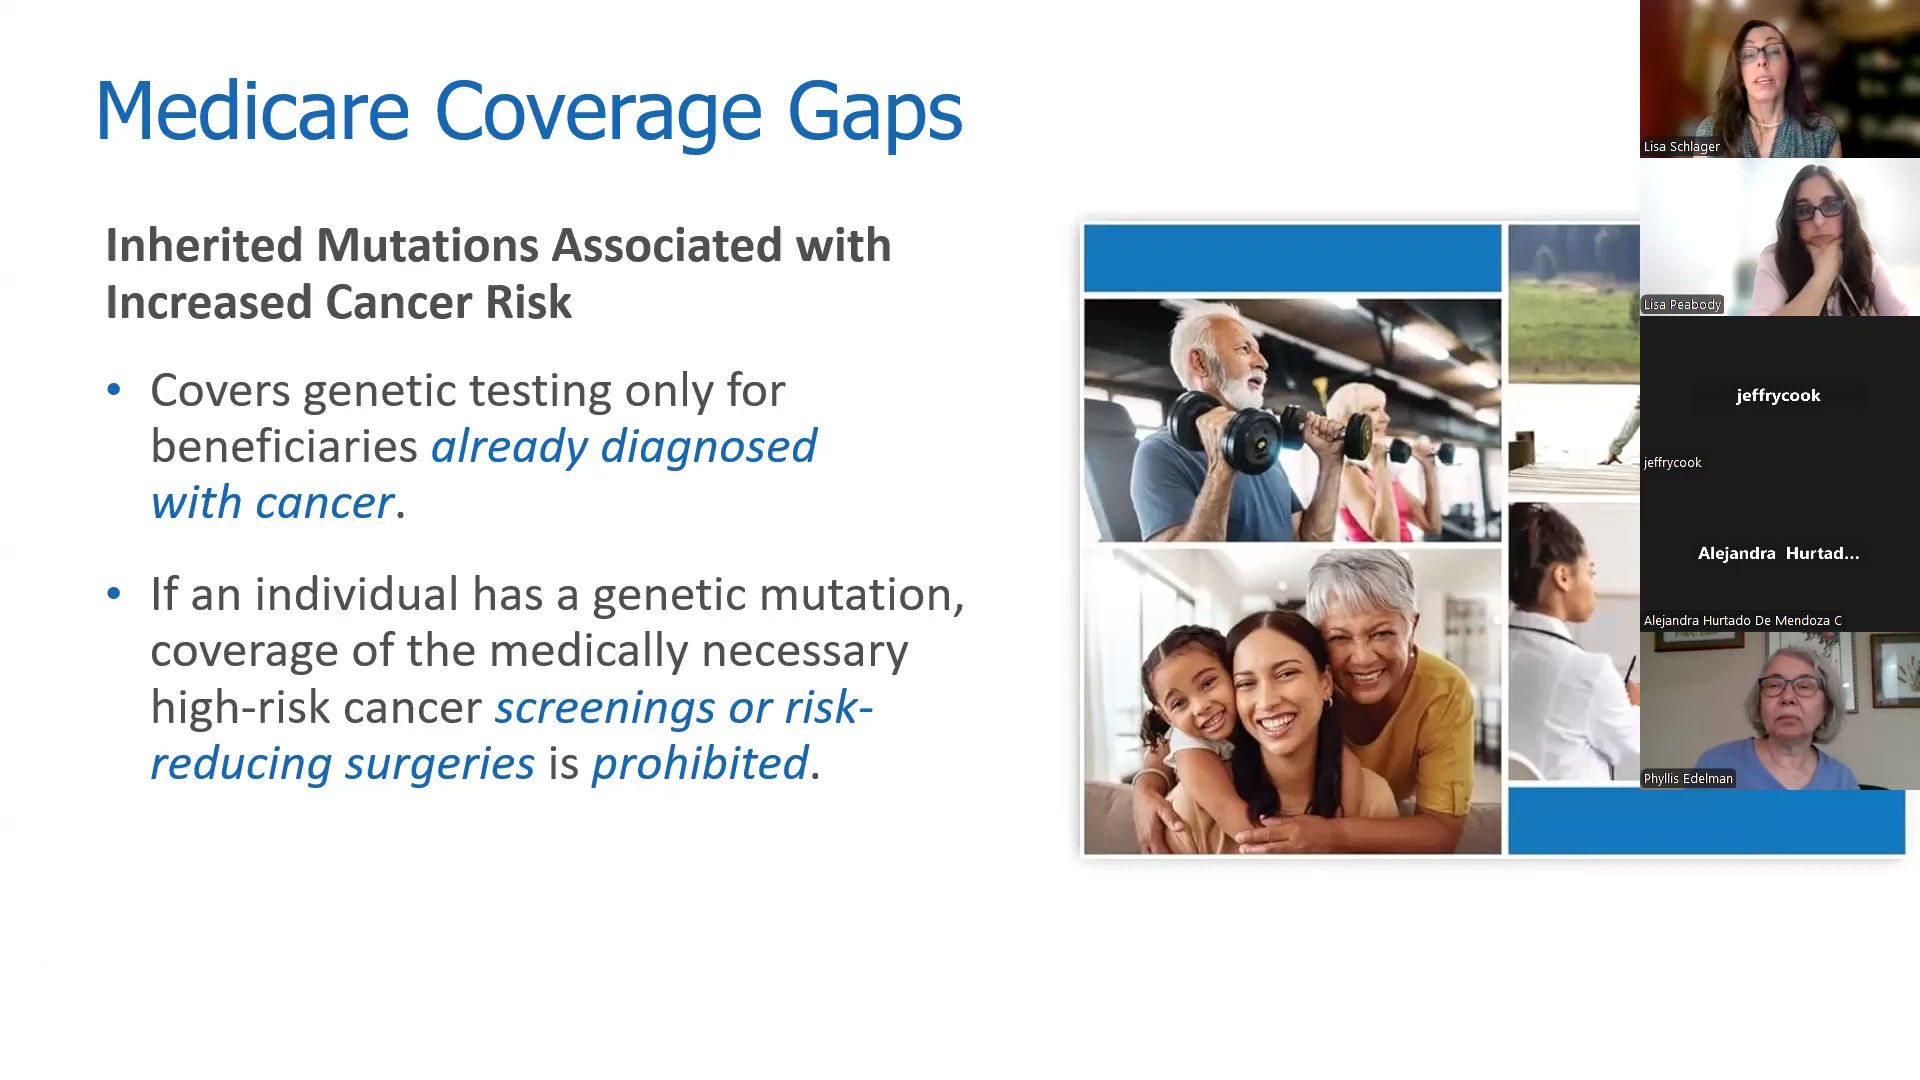 Medicare Coverage Gaps
Inherited Mutations Associated with
Increased Cancer Risk
• Covers genetic testing only for
beneficiaries already diagnosed
with cancer.
• If an individual has a genetic mutation,
coverage of the medically necessary
high-risk cancer screenings or risk-
reducing surgeries is prohibited.
Lisa Schlager
Lisa Peabody
jeffrycook
jeffrycook
Alejandra Hurtad...
Alejandra Hurtado De Mendoza C
Phyllis Edelman